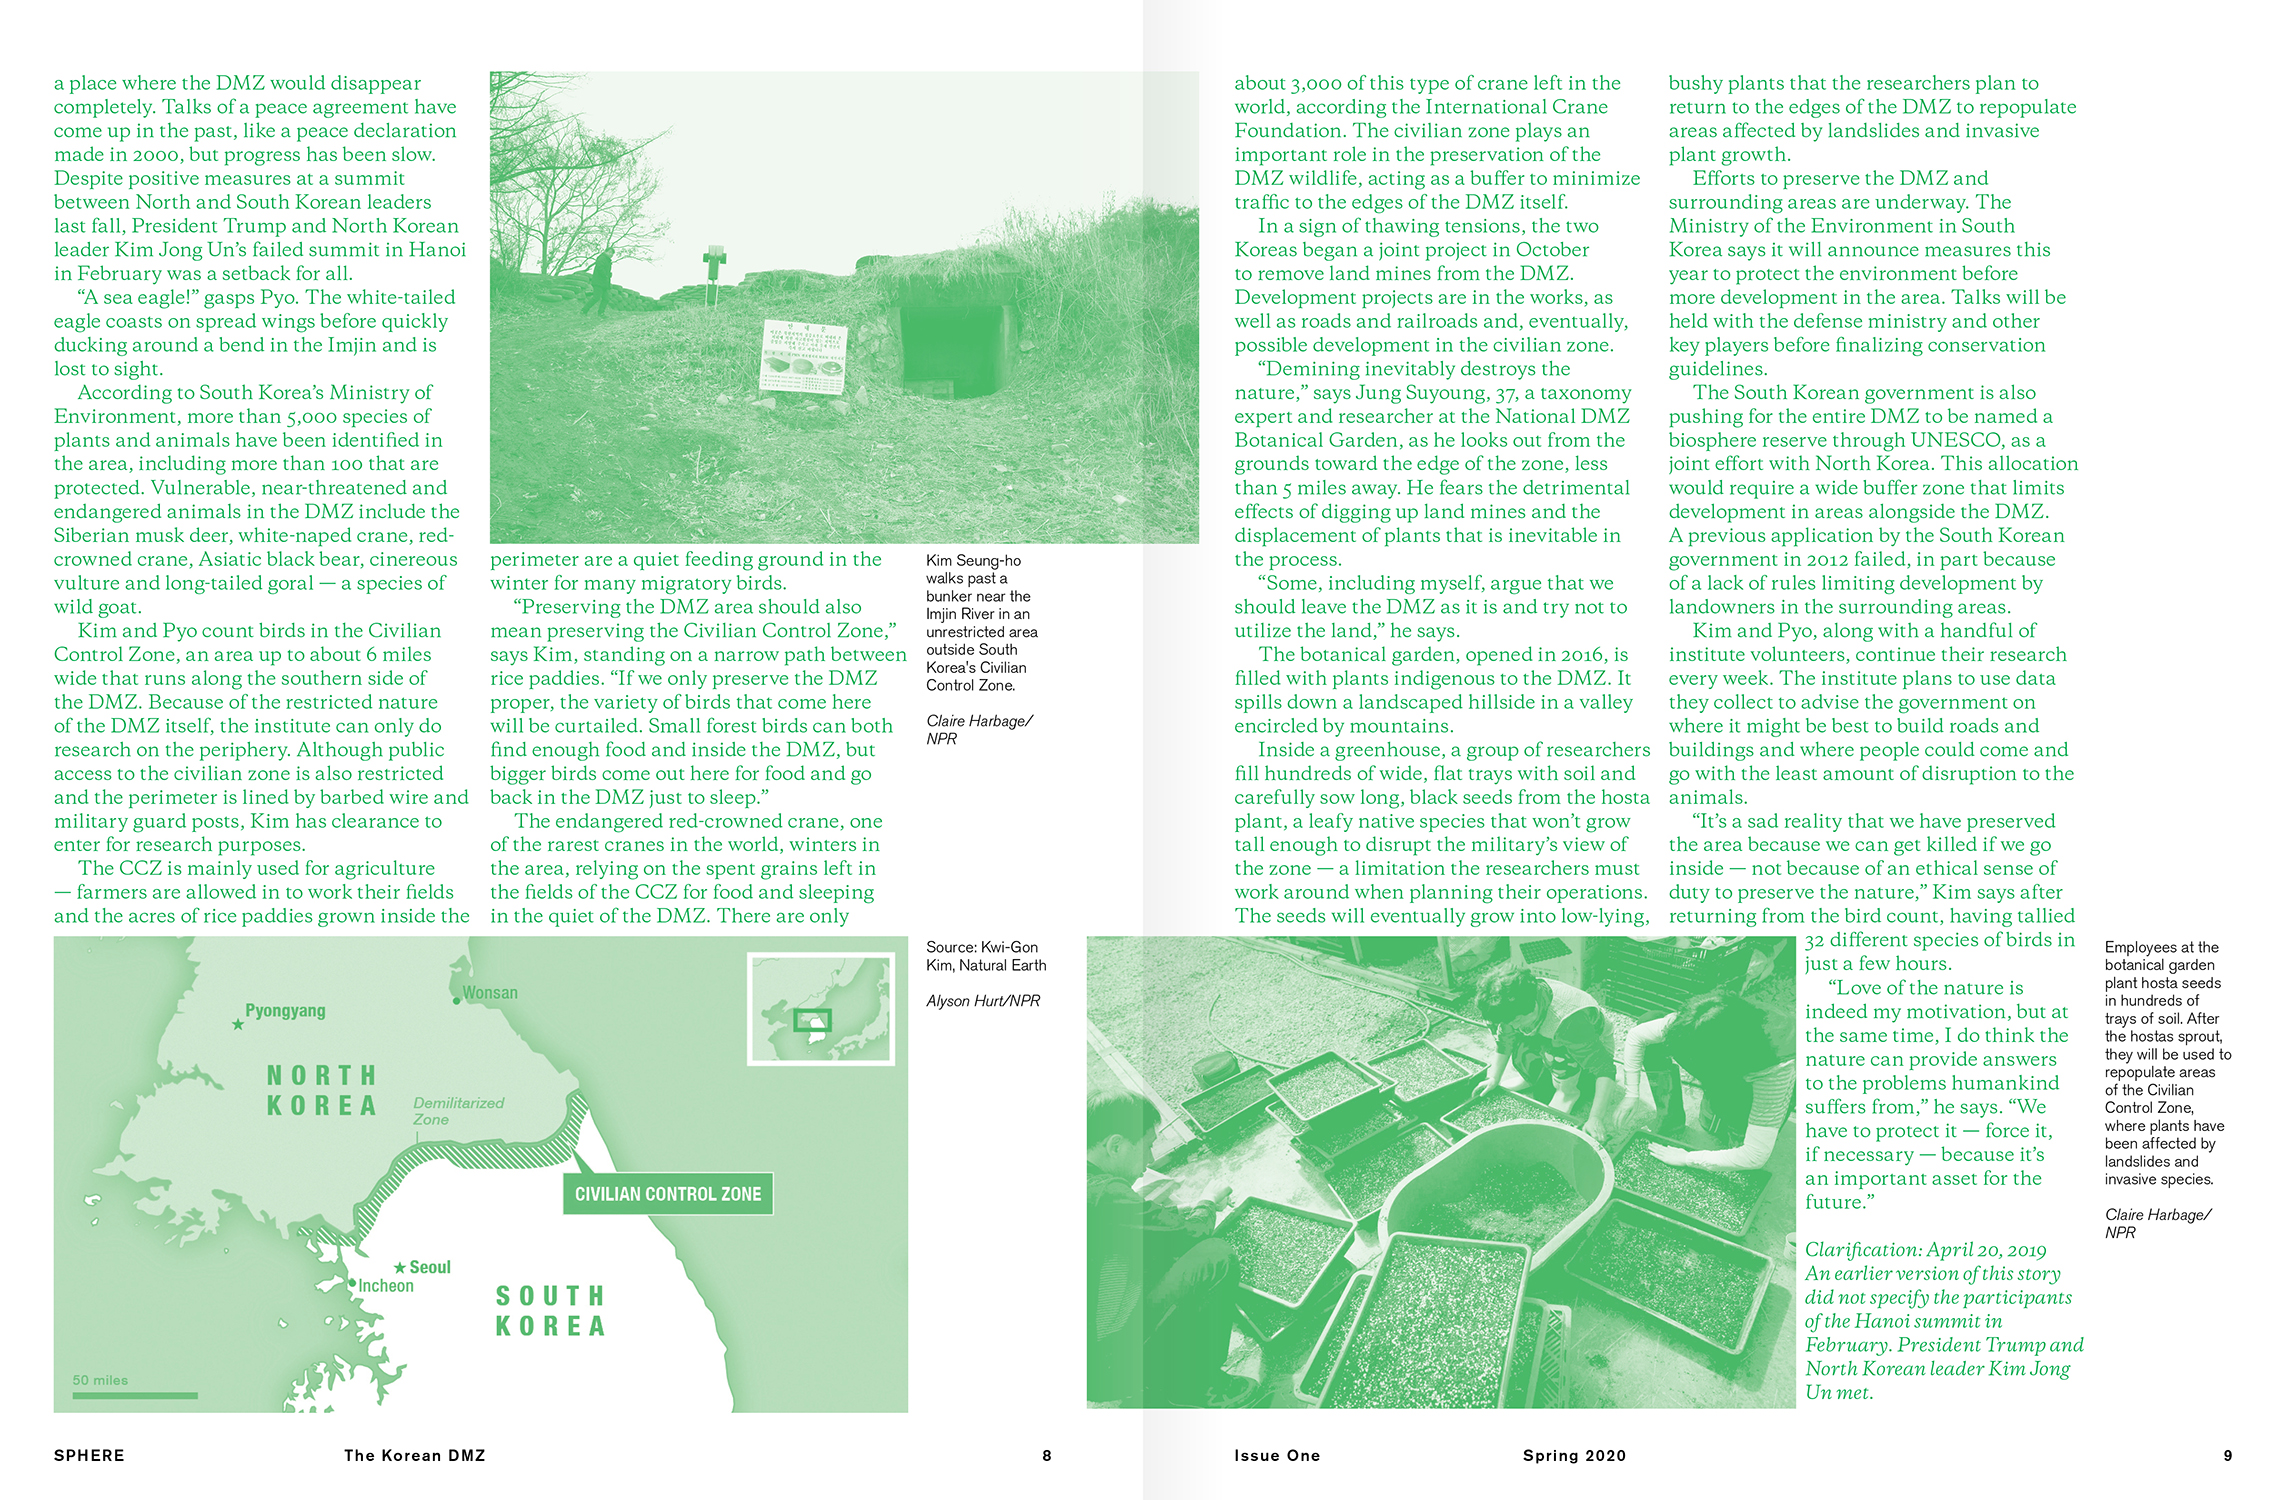 a place where the DMZ would disappear
completely. Talks of a peace agreement have
come up in the past, like a peace declaration
made in 2000, but progress has been slow.
Despite positive measures at a summit
between North and South Korean leaders
last fall, President Trump and North Korean
leader Kim Jong Un’s failed summit in Hanoi
in February was a setback for all.
“A sea eagle!” gasps Pyo. The white-tailed
eagle coasts on spread wings before quickly
ducking around a bend in the Imjin and is
lost to sight.
According to South Korea’s Ministry of
Environment, more than 5,000 species of
plants and animals have been identified in
the area, including more than 100 that are
protected. Vulnerable, near-threatened and
endangered animals in the DMZ include the
Siberian musk deer, white-naped crane, red-
crowned crane, Asiatic black bear, cinereous
vulture and long-tailed goral — a species of
wild goat.
Kim and Pyo count birds in the Civilian
Control Zone, an area up to about 6 miles
wide that runs along the southern side of
the DMZ. Because of the restricted nature
of the DMZ itself, the institute can only do
research on the periphery. Although public
access to the civilian zone is also restricted
and the perimeter is lined by barbed wire and
military guard posts, Kim has clearance to
enter for research purposes.
The CCZ is mainly used for agriculture
— farmers are allowed in to work their fields
and the acres of rice paddies grown inside the
안 내 문
perimeter are a quiet feeding ground in the
winter for many migratory birds.
“Preserving the DMZ area should also
mean preserving the Civilian Control Zone,”
says Kim, standing on a narrow path between
rice paddies. “If we only preserve the DMZ
proper, the variety of birds that come here
will be curtailed. Small forest birds can both
find enough food and inside the DMZ, but
bigger birds come out here for food and go
back in the DMZ just to sleep.”
The endangered red-crowned crane, one
of the rarest cranes in the world, winters in
the area, relying on the spent grains left in
the fields of the CCZ for food and sleeping
in the quiet of the DMZ. There are only
Kim Seung-ho
walks past a
bunker near the
Imjin River in an
unrestricted area
outside South
Korea’s Civilian
Control Zone.
Claire Harbage/
NPR
Wonsan
Pyongyang
NORTH
KOREA
Demilitarized
Zone
CIVILIAN CONTROL ZONE
Seoul
Incheon
SOUTH
KOREA
50 miles
Source: Kwi-Gon
Kim, Natural Earth
Alyson Hurt/NPR
SPHERE
The Korean DMZ
8
about 3,000 of this type of crane left in the
world, according the International Crane
Foundation. The civilian zone plays an
important role in the preservation of the
DMZ wildlife, acting as a buffer to minimize
traffic to the edges of the DMZ itself.
In a sign of thawing tensions, the two
Koreas began a joint project in October
to remove land mines from the DMZ.
Development projects are in the works, as
well as roads and railroads and, eventually,
possible development in the civilian zone.
“Demining inevitably destroys the
nature,” says Jung Suyoung, 37, a taxonomy
expert and researcher at the National DMZ
Botanical Garden, as he looks out from the
grounds toward the edge of the zone, less
than 5 miles away. He fears the detrimental
effects of digging up land mines and the
displacement of plants that is inevitable in
the process.
“Some, including myself, argue that we
should leave the DMZ as it is and try not to
utilize the land,” he says.
The botanical garden, opened in 2016, is
filled with plants indigenous to the DMZ. It
spills down a landscaped hillside in a valley
encircled by mountains.
Inside a greenhouse, a group of researchers
fill hundreds of wide, flat trays with soil and
carefully sow long, black seeds from the hosta
plant, a leafy native species that won’t grow
tall enough to disrupt the military’s view of
the zone — a limitation the researchers must
work around when planning their operations.
The seeds will eventually grow into low-lying,
bushy plants that the researchers plan to
return to the edges of the DMZ to repopulate
areas affected by landslides and invasive
plant growth.
Efforts to preserve the DMZ and
surrounding areas are underway. The
Ministry of the Environment in South
Korea says it will announce measures this
year to protect the environment before
more development in the area. Talks will be
held with the defense ministry and other
key players before finalizing conservation
guidelines.
The South Korean government is also
pushing for the entire DMZ to be named a
biosphere reserve through UNESCO, as a
joint effort with North Korea. This allocation
would require a wide buffer zone that limits
development in areas alongside the DMZ.
A previous application by the South Korean
government in 2012 failed, in part because
of a lack of rules limiting development by
landowners in the surrounding areas.
Kim and Pyo, along with a handful of
institute volunteers, continue their research
every week. The institute plans to use data
they collect to advise the government on
where it might be best to build roads and
buildings and where people could come and
go with the least amount of disruption to the
animals.
“It’s a sad reality that we have preserved
the area because we can get killed if we go
inside — not because of an ethical sense of
duty to preserve the nature,” Kim says after
returning from the bird count, having tallied
32 different species of birds in
just a few hours.
“Love of the nature is
indeed my motivation, but at
the same time, I do think the
nature can provide answers
to the problems humankind
suffers from,” he says. “We
have to protect it — force it,
if necessary — because it’s
an important asset for the
future.”
Clarification: April 20, 2019
An earlier version of this story
did not specify the participants
of the Hanoi summit in
February. President Trump and
North Korean leader Kim Jong
Un met.
Employees at the
botanical garden
plant hosta seeds
in hundreds of
trays of soil. After
the hostas sprout,
they will be used to
repopulate areas
of the Civilian
Control Zone,
where plants have
been affected by
landslides and
invasive species.
Claire Harbage/
NPR
Issue One
Spring 2020
9